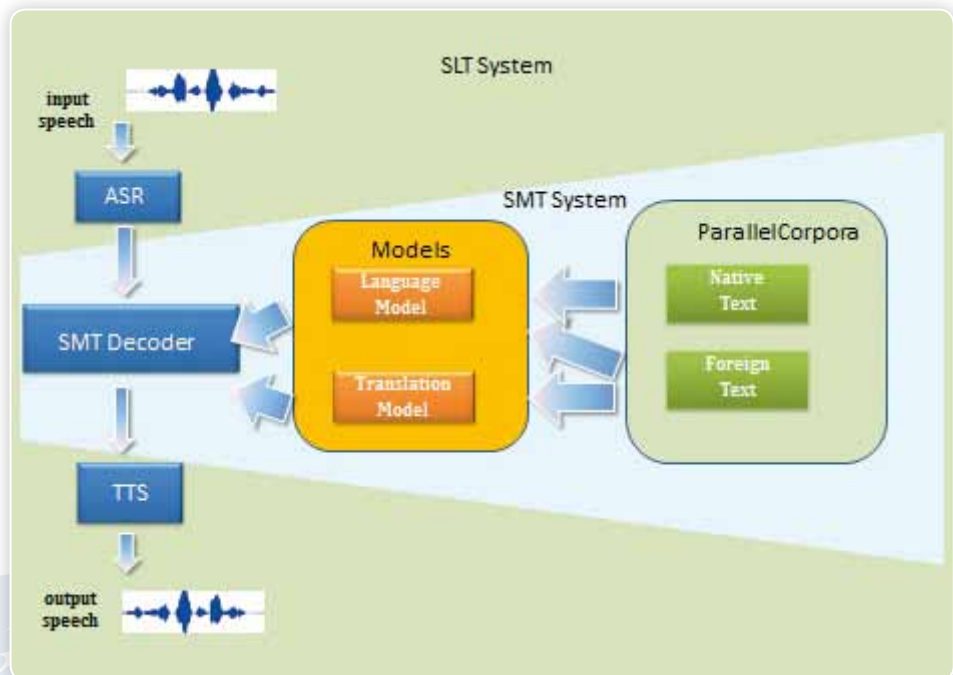 SLT System
input
speech
ASR
SMT System
Models
ParallelCorpora
Language
Model
Native
Text
SMT Decoder
Translation
Model
Foreign
Text
TTS
output
speech